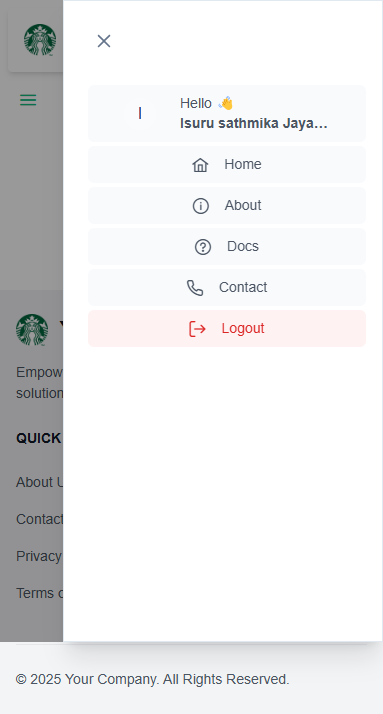 Hello 👋
I
Isuru sathmika Jaya...
Home
About
Docs
Contact
Logout
Empow
solution
QUICK
About U
Contact
Privacy
Terms o
© 2025 Your Company. All Rights Reserved.